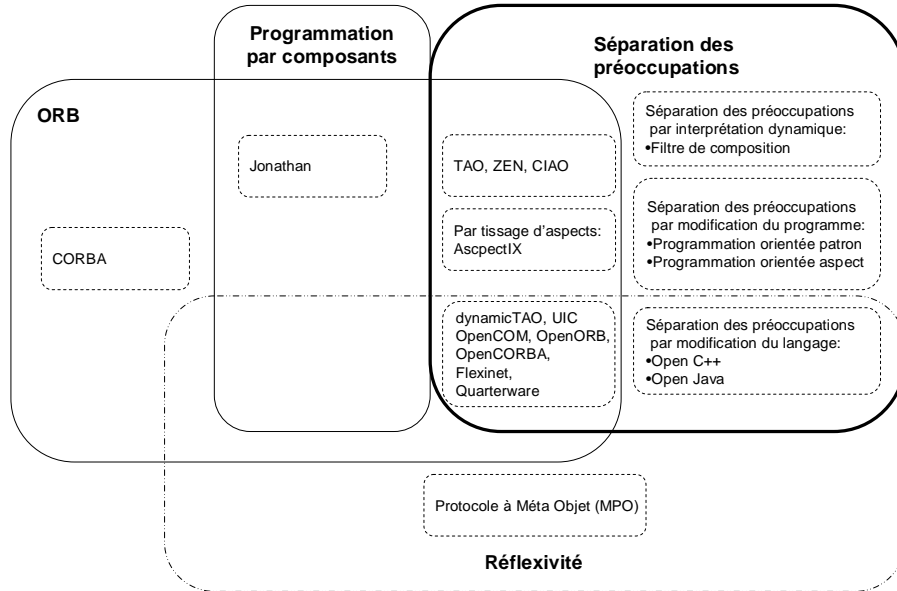 Programmation
par composants
Séparation des
préoccupations
ORB
Séparation des préoccupations
par interprétation dynamique:
•Filtre de composition
Jonathan
TAO, ZEN, CIAO
Par tissage d'aspects:
AscpectIX
Séparation des préoccupations
par modification du programme:
•Programmation orientée patron
•Programmation orientée aspect
CORBA
dynamicTAO, UIC
OpenCOM, OpenORB,
OpenCORBA,
Flexinet,
Quarterware
Séparation des préoccupations
par modification du langage:
•Open C++
•Open Java
Protocole à Méta Objet (MPO)
Réflexivité